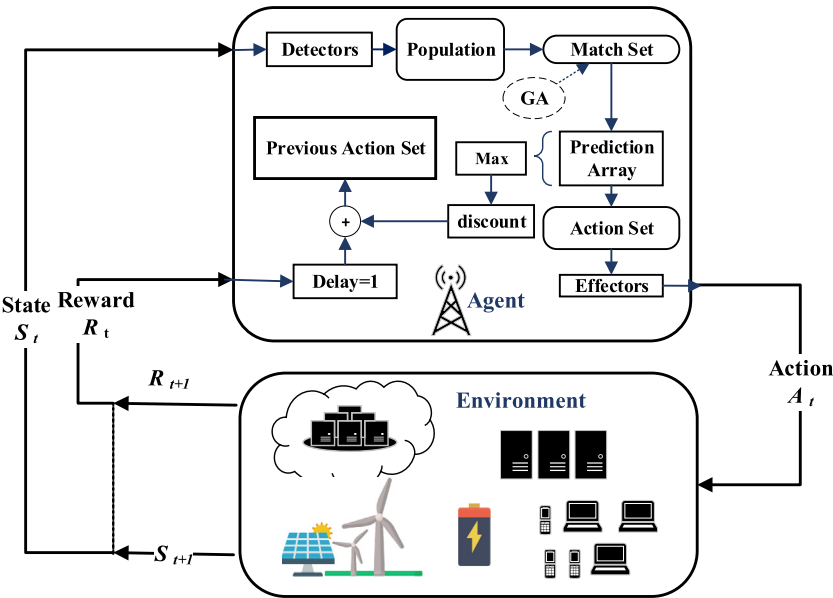 Detectors
Population
Match Set
GA
Previous Action Set
Max
Prediction
Array
discount
Action Set
+
Delay=1
Effectors
Agent
State
S t
Reward
R t
Action
A t
R t+1
Environment
S t+1